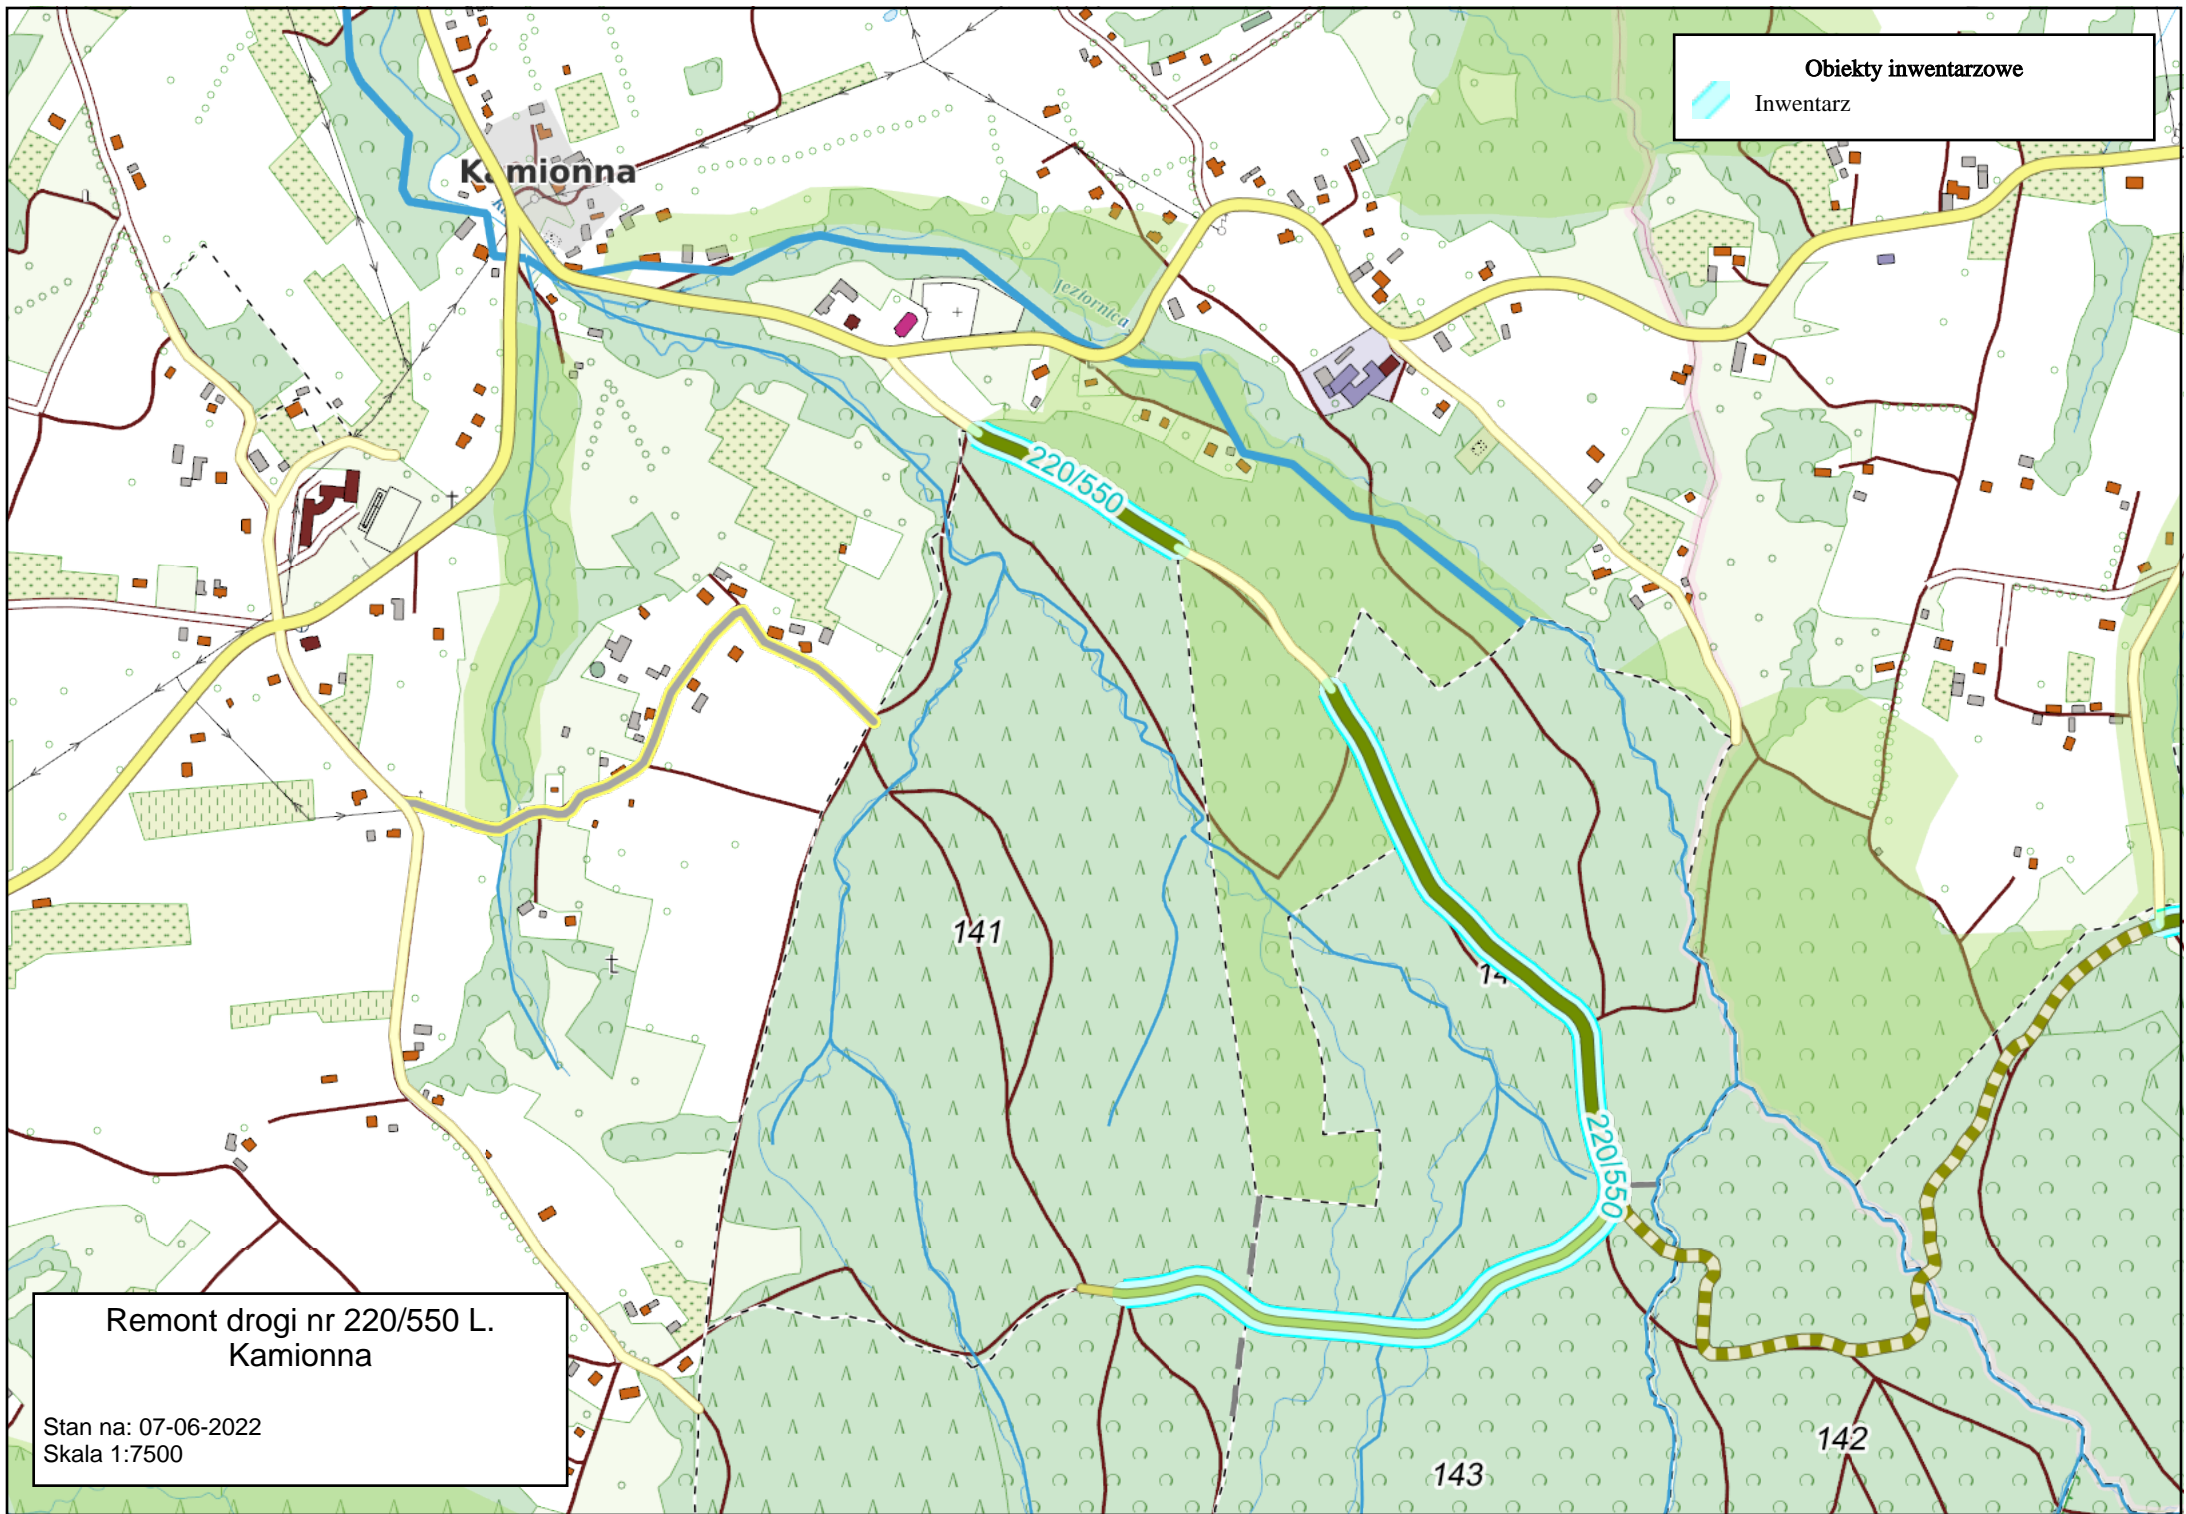 Obiekty inwentarzowe
Inwentarz
Kamionna
Jeziornica
220/550
141
14
220/550
142
143
Remont drogi nr 220/550 L.
Kamionna
Stan na: 07-06-2022
Skala 1:7500